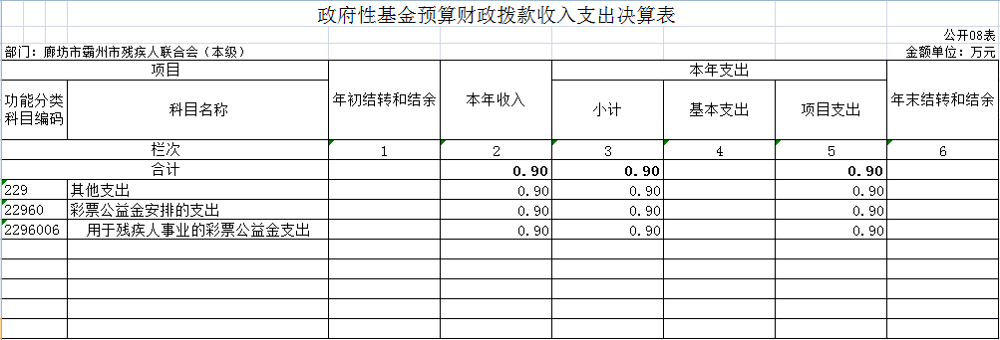 政府性基金预算财政拨款收入支出决算表
公开08表
部门：廊坊市霸州市残疾人联合会（本级） 金额单位：万元
项目 年初结转和结余 本年收入 本年支出 年末结转和结余
功能分类科目编码 科目名称 小计 基本支出 项目支出
栏次 1 2 3 4 5 6
合计 0.90 0.90 0.90
229 其他支出 0.90 0.90 0.90
22960 彩票公益金安排的支出 0.90 0.90 0.90
2296006 用于残疾人事业的彩票公益金支出 0.90 0.90 0.90